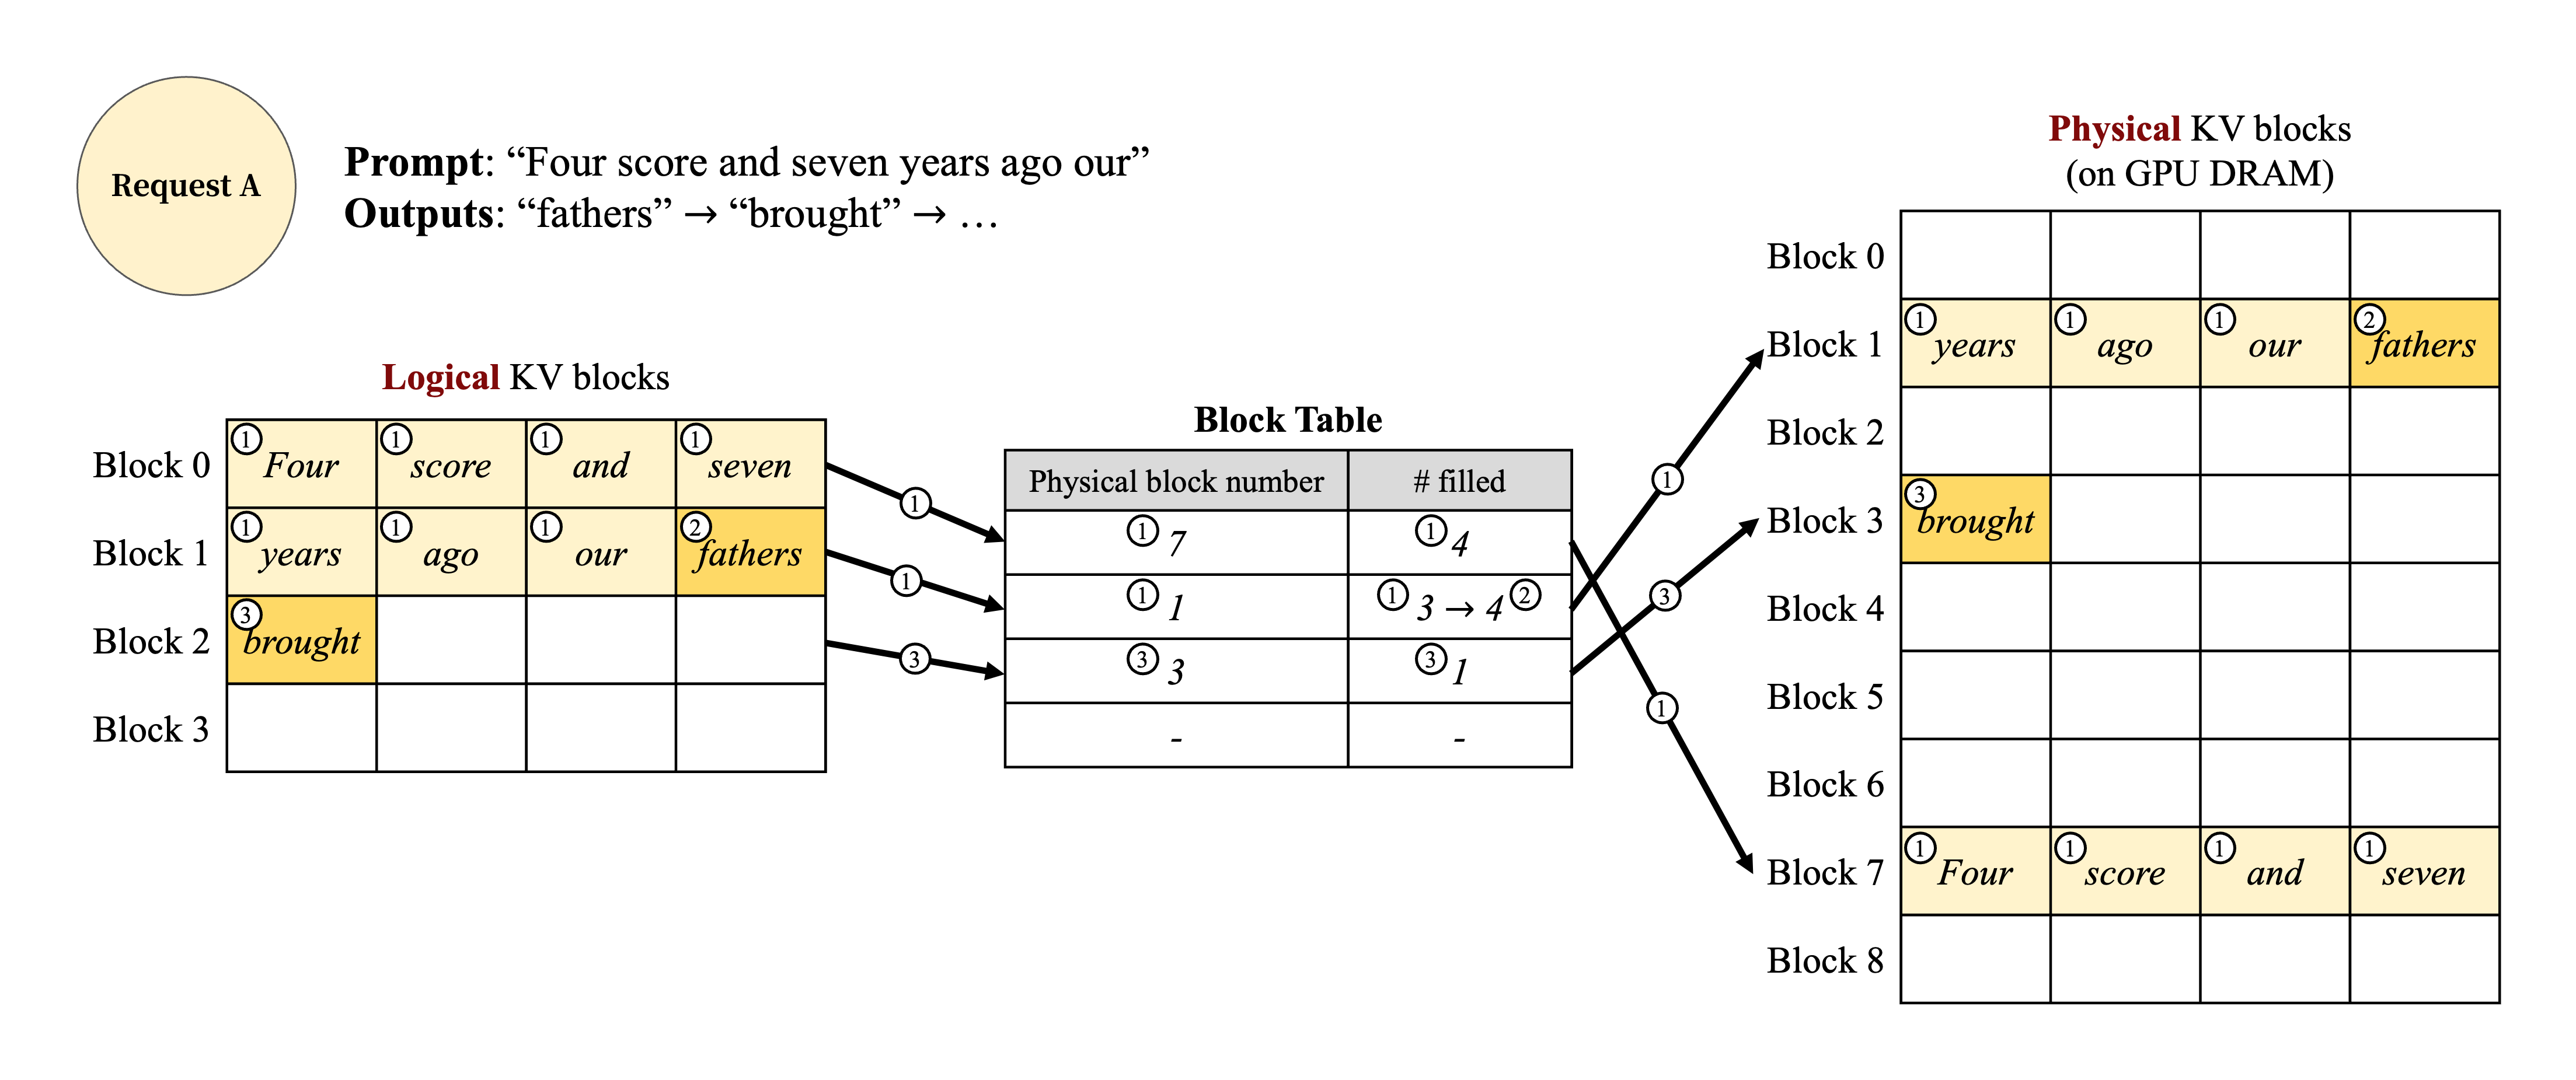 Request A
Prompt: “Four score and seven years ago our”
Outputs: “fathers” → “brought” → …
Logical KV blocks
Block 0 ① Four ① score ① and ① seven
Block 1 ① years ① ago ① our ② fathers
Block 2 ③ brought
Block 3
① 
①
③
Block Table
Physical block number # filled
① 7 ① 4
① 1 ① 3 → 4 ②
③ 3 ③ 1
- -
①
③
①
Physical KV blocks
(on GPU DRAM)
Block 0
Block 1 ① years ① ago ① our ② fathers
Block 2
Block 3 ③ brought
Block 4
Block 5
Block 6
Block 7 ① Four ① score ① and ① seven
Block 8